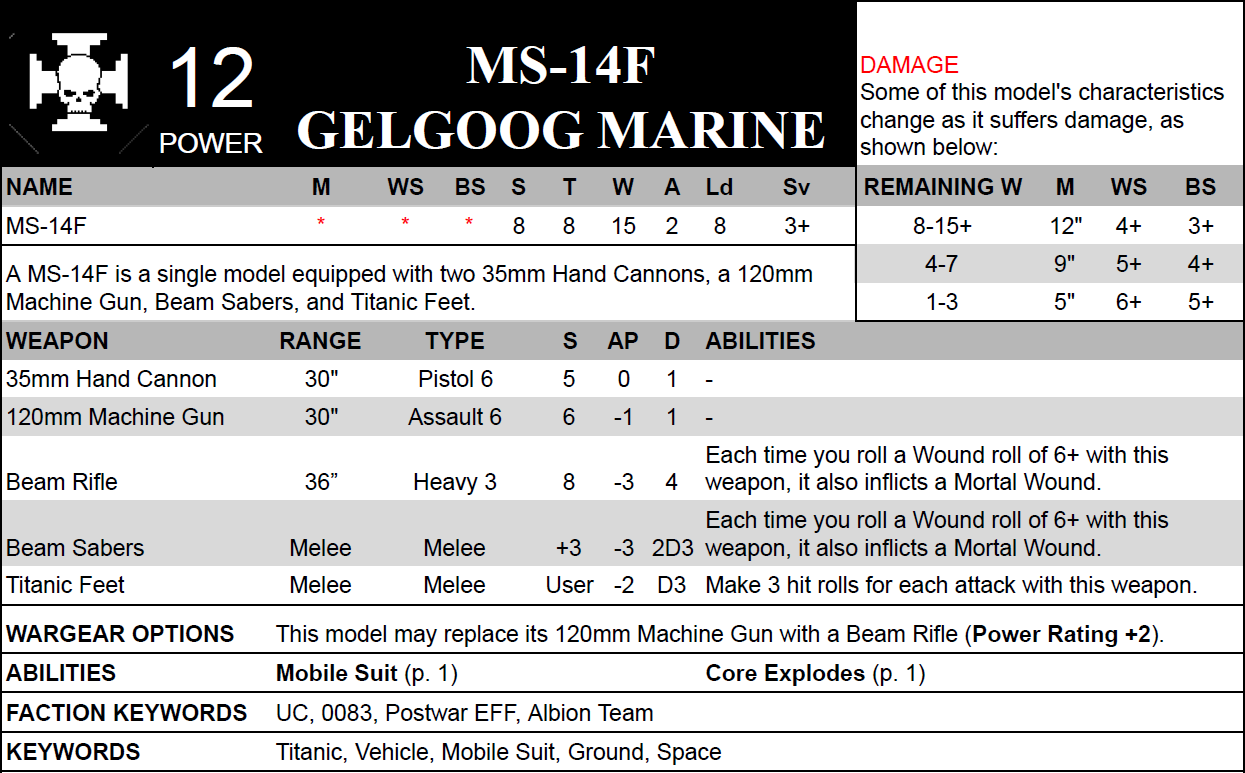 12
POWER
MS-14F
GELGOOG MARINE
DAMAGE
Some of this model's characteristics
change as it suffers damage, as
shown below:
NAME M WS BS S T W A Ld Sv
MS-14F * * * 8 8 15 2 8 3+
REMAINING W M WS BS
8-15+ 12" 4+ 3+
4-7 9" 5+ 4+
1-3 5" 6+ 5+
A MS-14F is a single model equipped with two 35mm Hand Cannons, a 120mm
Machine Gun, Beam Sabers, and Titanic Feet.
WEAPON RANGE TYPE S AP D ABILITIES
35mm Hand Cannon 30" Pistol 6 5 0 1 -
120mm Machine Gun 30" Assault 6 6 -1 1 -
Each time you roll a Wound roll of 6+ with this
Beam Rifle 36” Heavy 3 8 -3 4 weapon, it also inflicts a Mortal Wound.
Each time you roll a Wound roll of 6+ with this
Beam Sabers Melee Melee +3 -3 2D3 weapon, it also inflicts a Mortal Wound.
Titanic Feet Melee Melee User -2 D3 Make 3 hit rolls for each attack with this weapon.
WARGEAR OPTIONS This model may replace its 120mm Machine Gun with a Beam Rifle (Power Rating +2).
ABILITIES Mobile Suit (p. 1) Core Explodes (p. 1)
FACTION KEYWORDS UC, 0083, Postwar EFF, Albion Team
KEYWORDS Titanic, Vehicle, Mobile Suit, Ground, Space